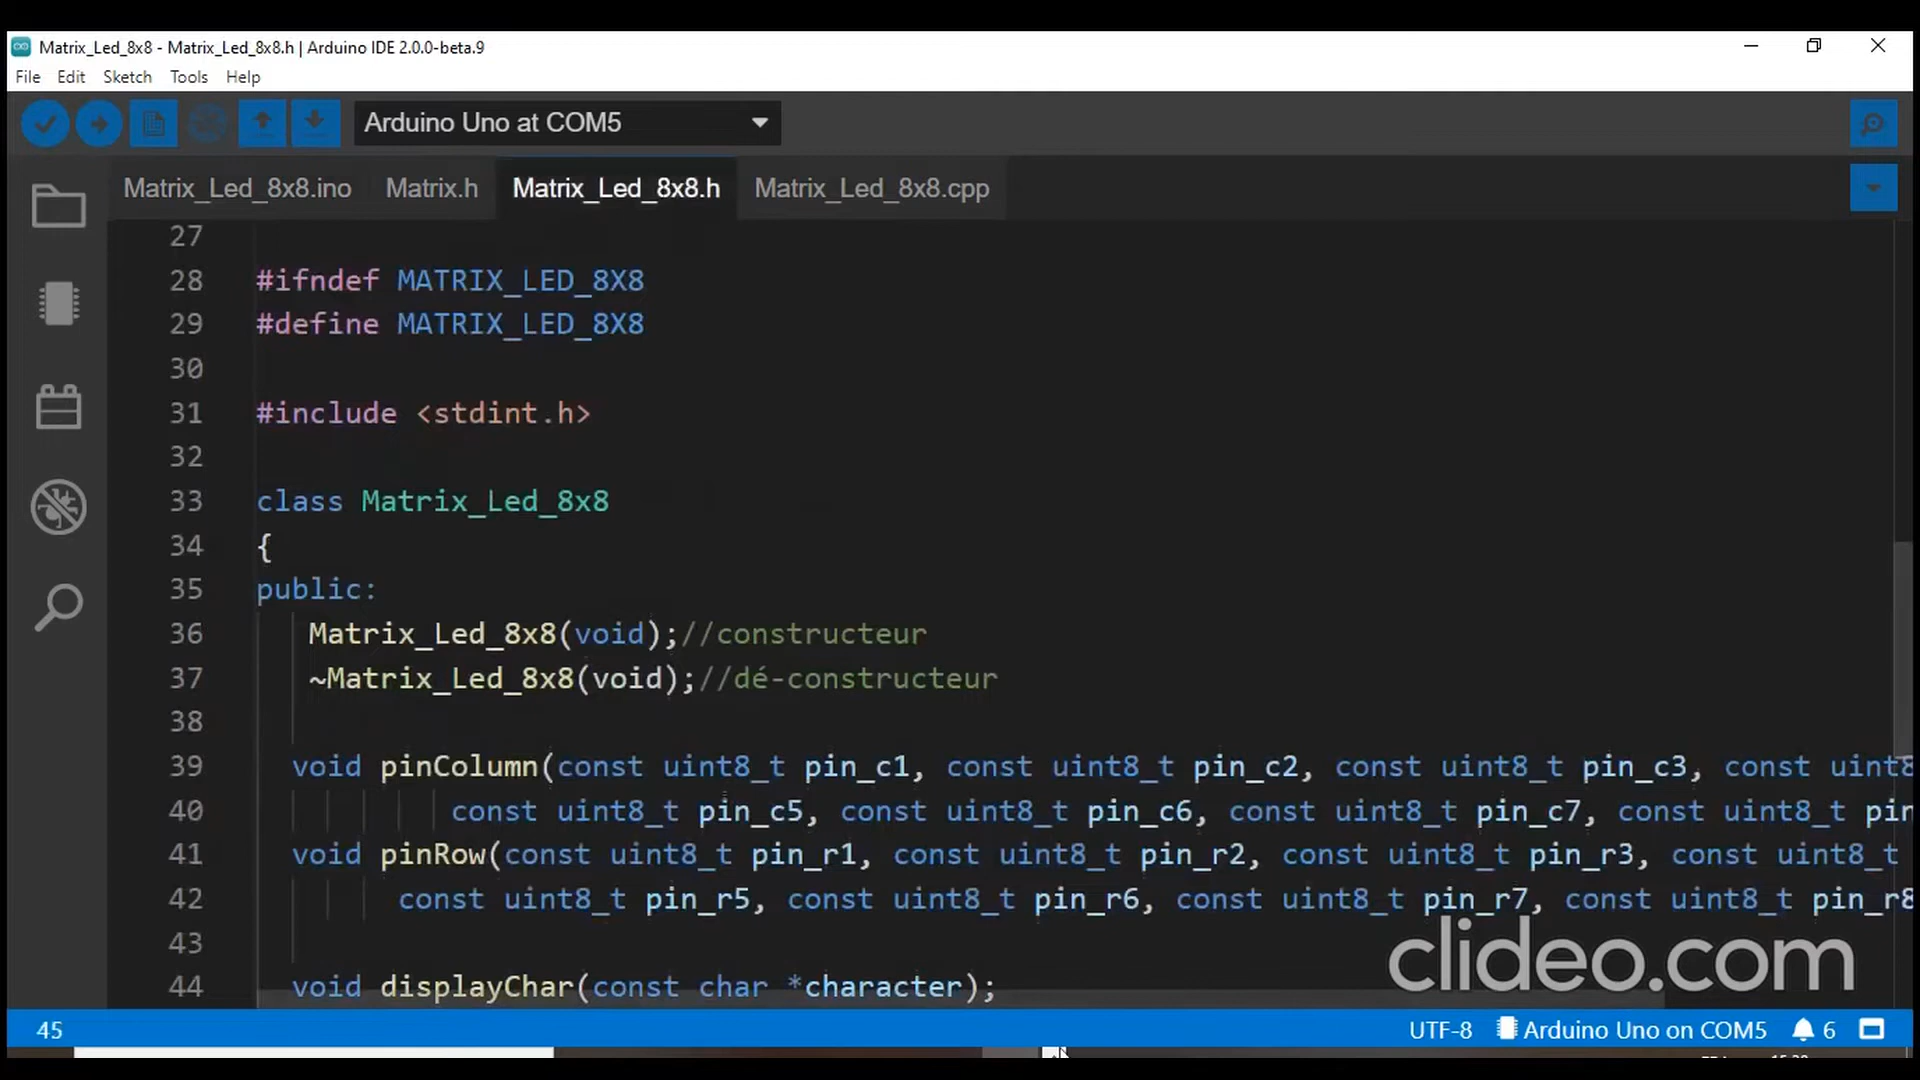 Matrix_Led_8x8 - Matrix_Led_8x8.h | Arduino IDE 2.0.0-beta.9
File Edit Sketch Tools Help
Arduino Uno at COM5
Matrix_Led_8x8.ino Matrix.h Matrix_Led_8x8.h Matrix_Led_8x8.cpp
27
28 #ifndef MATRIX_LED_8X8
29 #define MATRIX_LED_8X8
30
31 #include <stdint.h>
32
33 class Matrix_Led_8x8
34 {
35 public:
36 Matrix_Led_8x8(void);//constructeur
37 ~Matrix_Led_8x8(void);//dé-constructeur
38
39 void pinColumn(const uint8_t pin_c1, const uint8_t pin_c2, const uint8_t pin_c3, const uint8
40 const uint8_t pin_c5, const uint8_t pin_c6, const uint8_t pin_c7, const uint8_t pin
41 void pinRow(const uint8_t pin_r1, const uint8_t pin_r2, const uint8_t pin_r3, const uint8_t
42 const uint8_t pin_r5, const uint8_t pin_r6, const uint8_t pin_r7, const uint8_t pin_r8
43
44 void displayChar(const char *character);
clideo.com
45 UTF-8 Arduino Uno on COM5 6